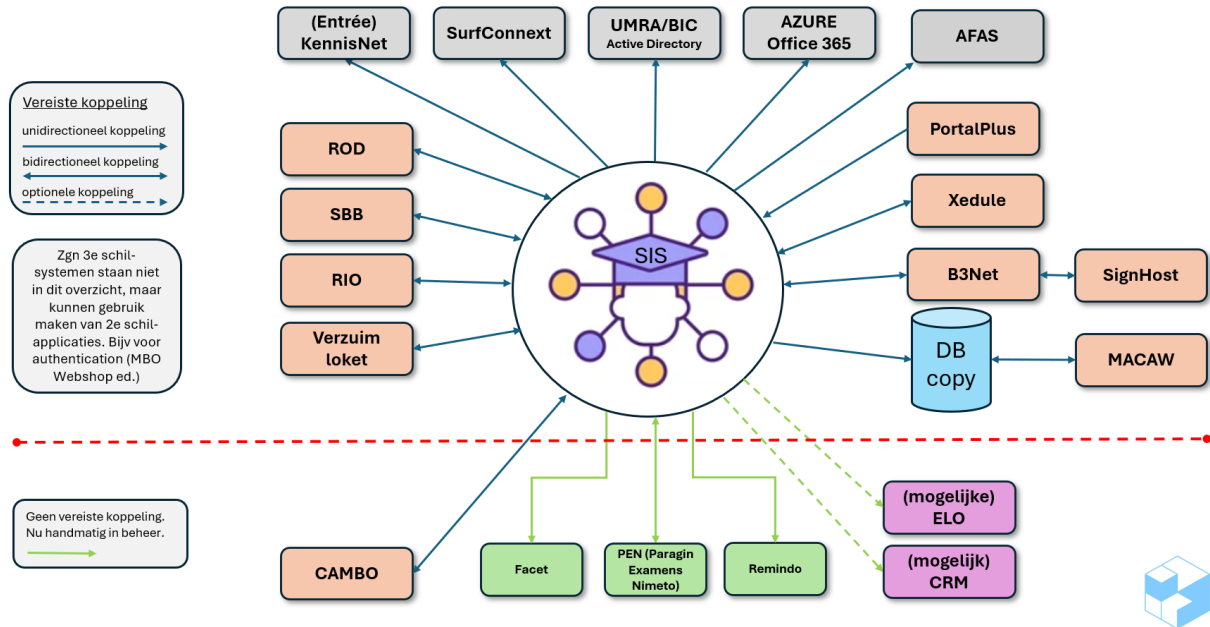 (Entrée)
KennisNet
SurfConnext
UMRA/BIC
Active Directory
AZURE
Office 365
AFAS
Vereiste koppeling
unidirectioneel koppeling
bidirectioneel koppeling
optionele koppeling
ROD
SBB
RIO
Verzuim
loket
PortalPlus
Xedule
B3Net
SignHost
DB
copy
MACAW
SIS
Zgn 3e schil-
systemen staan niet
in dit overzicht, maar
kunnen gebruik
maken van 2e schil-
applicaties. Bijv voor
authentication (MBO
Webshop ed.)
Geen vereiste koppeling.
Nu handmatig in beheer.
CAMBO
Facet
PEN (Paragin
Examens
Nimeto)
Remindo
(mogelijke)
ELO
(mogelijk)
CRM